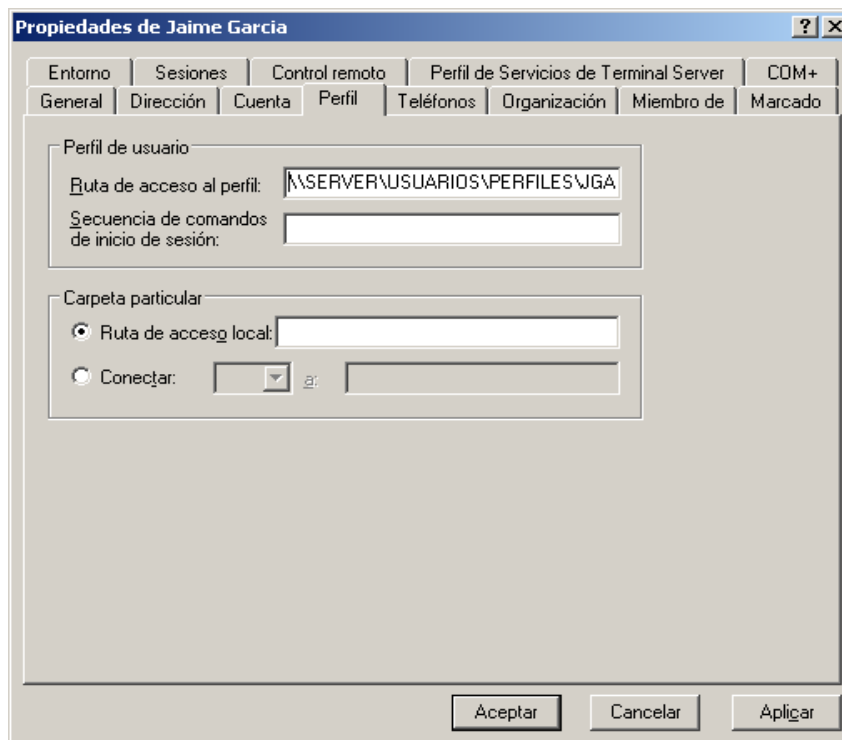 Propiedades de Jaime Garcia
Entorno Sesiones Control remoto Perfil de Servicios de Terminal Server COM+
General Dirección Cuenta Perfil Teléfonos Organización Miembro de Marcado
Perfil de usuario
Ruta de acceso al perfil: \\SERVER\USUARIOS\PERFILES\JGA
Secuencia de comandos
de inicio de sesión:
Carpeta particular
Ruta de acceso local:
Conectar: a:
Aceptar Cancelar Aplicar